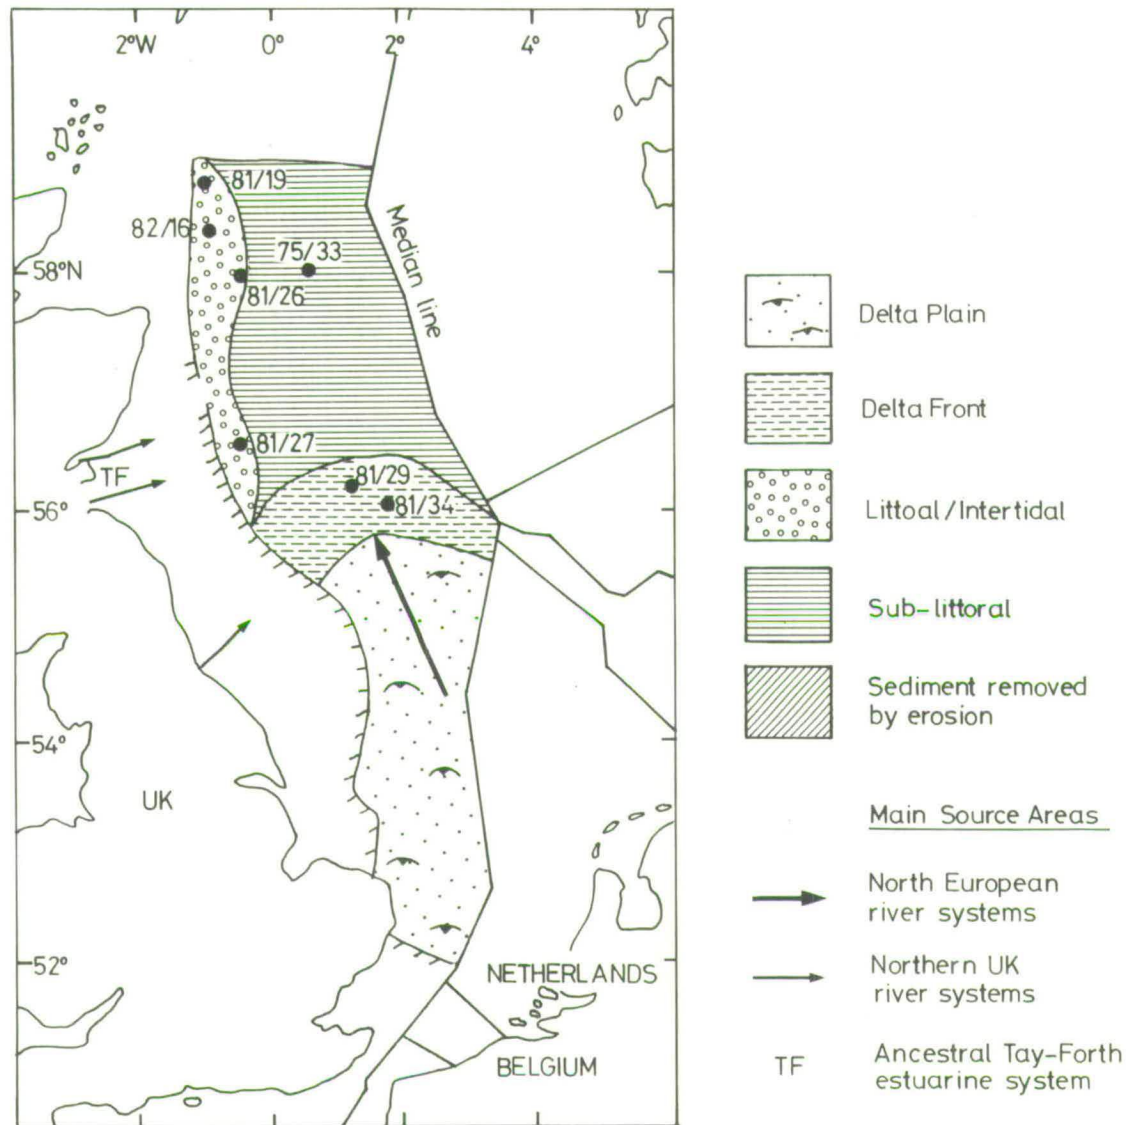 2°W 0° 2° 4°
81/19
82/16
75/33
Median line
58°N
81/26
81/27
TF
81/29
81/34
56°
54°
UK
52°
NETHERLANDS
BELGIUM
Delta Plain
Delta Front
Littoal/Intertidal
Sub-littoral
Sediment removed
by erosion
Main Source Areas
North European
river systems
Northern UK
river systems
TF
Ancestral Tay-Forth
estuarine system